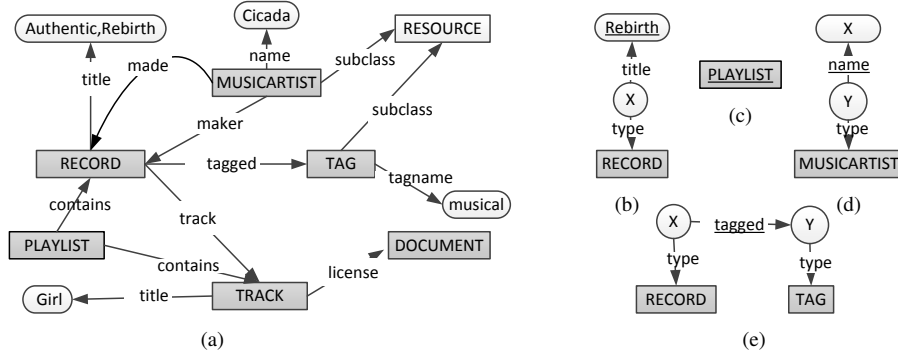 Cicada
Authentic,Rebirth
RESOURCE
name
made
subclass
MUSICARTIST
title
subclass
maker
RECORD
tagged
TAG
tagname
contains
musical
track
PLAYLIST
DOCUMENT
contains
license
Girl
title
TRACK
(a)
Rebirth
title
X
type
RECORD
(b)
PLAYLIST
(c)
X
name
Y
type
MUSICARTIST
(d)
X
tagged
Y
type
type
RECORD
TAG
(e)